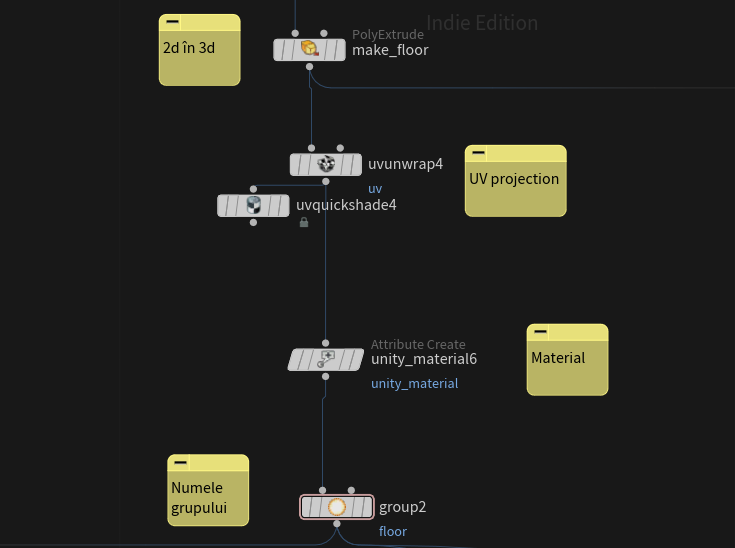 Indie Edition
2d în 3d
PolyExtrude
make_floor
uvunwrap4
uv
UV projection
uvquickshade4
Attribute Create
unity_material6
unity_material
Material
Numele
grupului
group2
floor